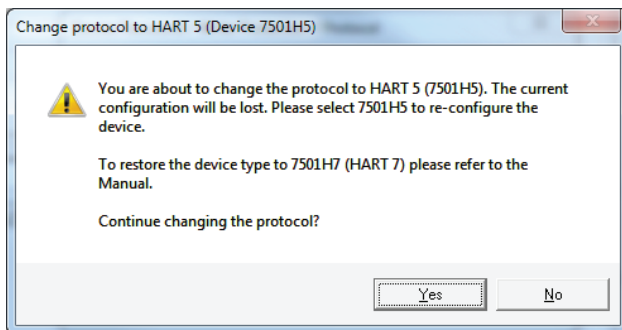 Change protocol to HART 5 (Device 7501H5)
You are about to change the protocol to HART 5 (7501H5). The current
configuration will be lost. Please select 7501H5 to re-configure the
device.
To restore the device type to 7501H7 (HART 7) please refer to the
Manual.
Continue changing the protocol?
Yes
No